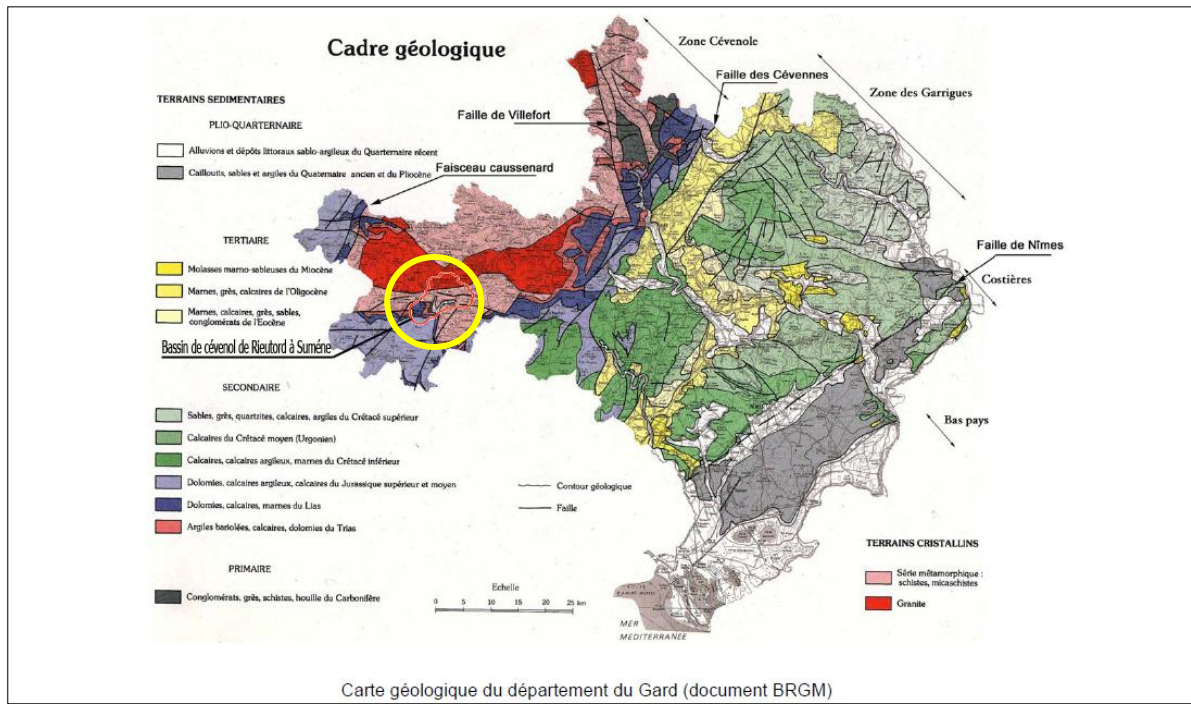 Cadre géologique
Zone Cévenole
Faille des Cévennes
Zone des Garrigues
TERRAINS SEDIMENTAIRES
PLIO-QUARTERNAIRE
Faille de Villefort
Alluvions et dépôts littoraux sablo-argileux du Quaternaire récent
Cailloutis, sables et argiles du Quaternaire ancien et du Pliocène
Faisceau caussenard
TERTIAIRE
Faille de Nîmes
Costières
Molasses marno-sableuses du Miocène
Marnes, grès, calcaires de l'Oligocène
Marnes, calcaires, grès, sables,
conglomérats de l'Eocène
Bassin de cévenol de Rieutord à Suméne
SECONDAIRE
Sables, grès, quartzites, calcaires, argiles du Crétacé supérieur
Bas pays
Calcaires du Crétacé moyen (Urgonien)
Calcaires, calcaires argileux, marnes du Crétacé inférieur
Dolomies, calcaires argileux, calcaires du Jurassique supérieur et moyen
Contour géologique
Dolomies, calcaires, marnes du Lias
Faille
Argiles bariolées, calcaires, dolomies du Trias
TERRAINS CRISTALLINS
PRIMAIRE
Série métamorphique :
schistes, micaschistes
Conglomérats, grès, schistes, houille du Carbonifère
Echelle
0 5 10 15 20 25 km
Granite
MER
MEDITERRANEE
Carte géologique du département du Gard (document BRGM)